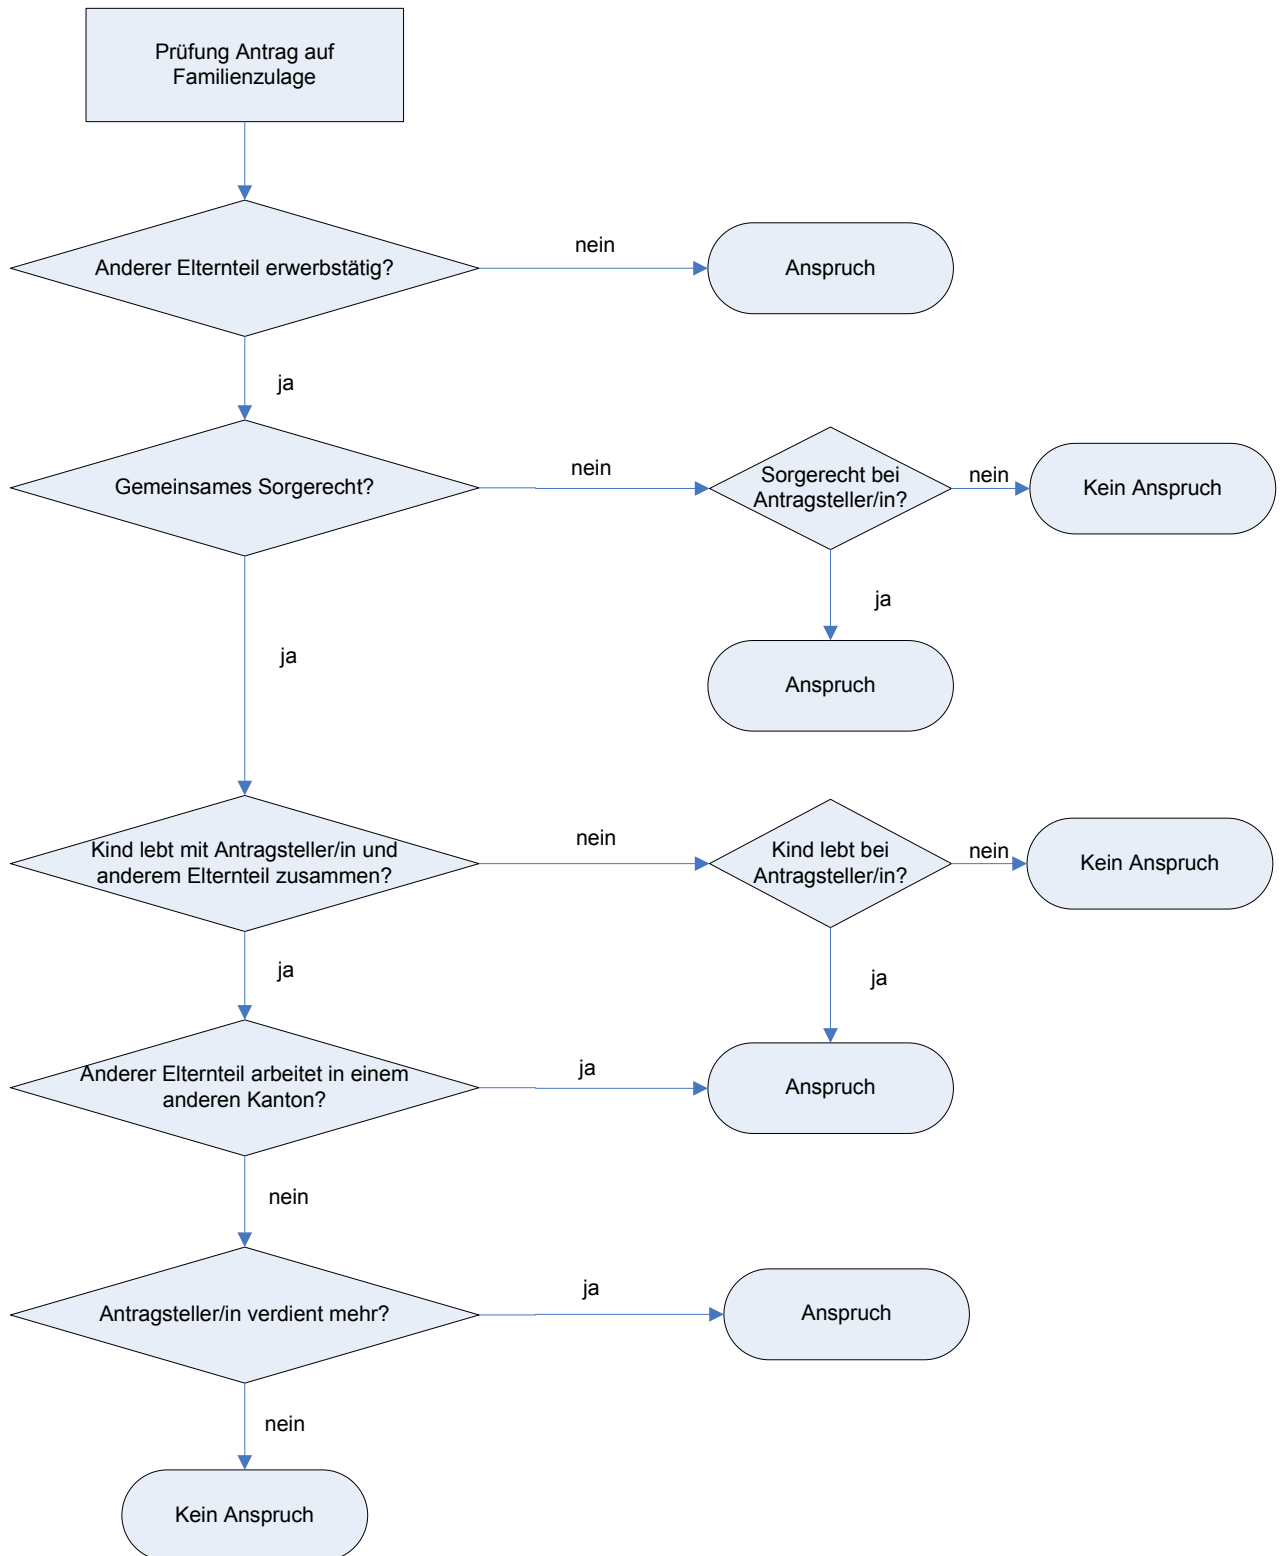 Prüfung Antrag auf
Familienzulage
Anderer Elternteil erwerbstätig?
nein
Anspruch
ja
Gemeinsames Sorgerecht?
nein
Sorgerecht bei
Antragsteller/in?
nein
Kein Anspruch
ja
Anspruch
ja
Kind lebt mit Antragsteller/in und
anderem Elternteil zusammen?
nein
Kind lebt bei
Antragsteller/in?
nein
Kein Anspruch
ja
ja
Anderer Elternteil arbeitet in einem
anderen Kanton?
ja
Anspruch
nein
Antragsteller/in verdient mehr?
ja
Anspruch
nein
Kein Anspruch